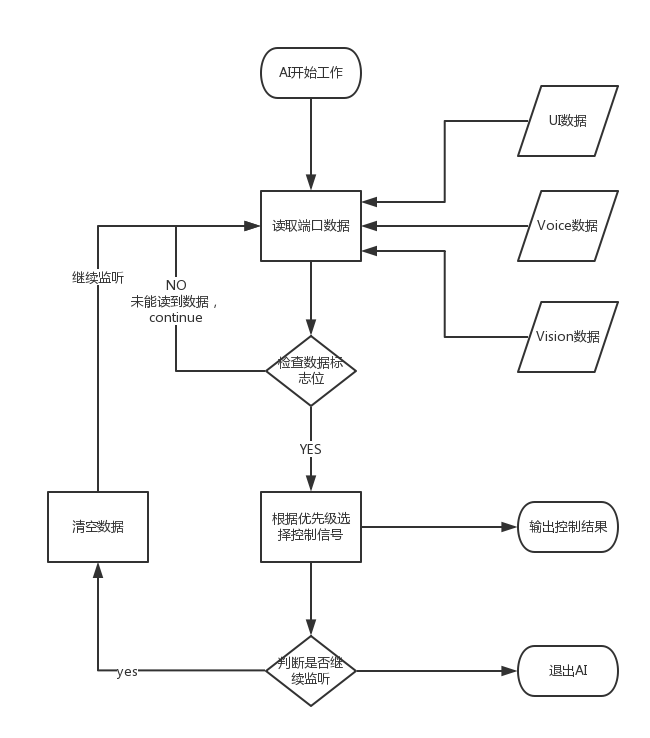 AI开始工作
UI数据
读取端口数据
Voice数据
继续监听
NO
未能读到数据，
continue
Vision数据
检查数据标
志位
YES
清空数据
根据优先级选
择控制信号
输出控制结果
判断是否继
续监听
yes
退出AI